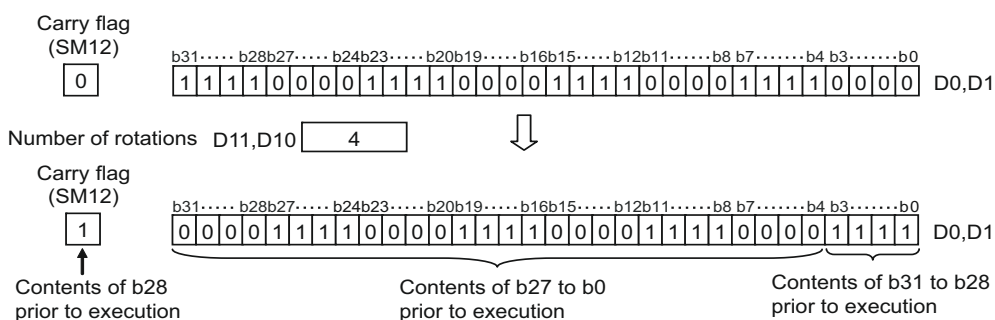 Carry flag
(SM12)
b31····· b28b27····· b24b23······ b20b19······ b16b15······ b12b11······ b8 b7······· b4 b3······· b0
0
1 1 1 1 0 0 0 0 1 1 1 1 0 0 0 0 1 1 1 1 0 0 0 0 1 1 1 1 0 0 0 0 D0,D1
Number of rotations D11,D10 4
Carry flag
(SM12)
b31····· b28b27····· b24b23······ b20b19······ b16b15······ b12b11······ b8 b7······· b4 b3······· b0
1
0 0 0 0 1 1 1 1 0 0 0 0 1 1 1 1 0 0 0 0 1 1 1 1 0 0 0 0 1 1 1 1 D0,D1
Contents of b28
prior to execution
Contents of b27 to b0
prior to execution
Contents of b31 to b28
prior to execution